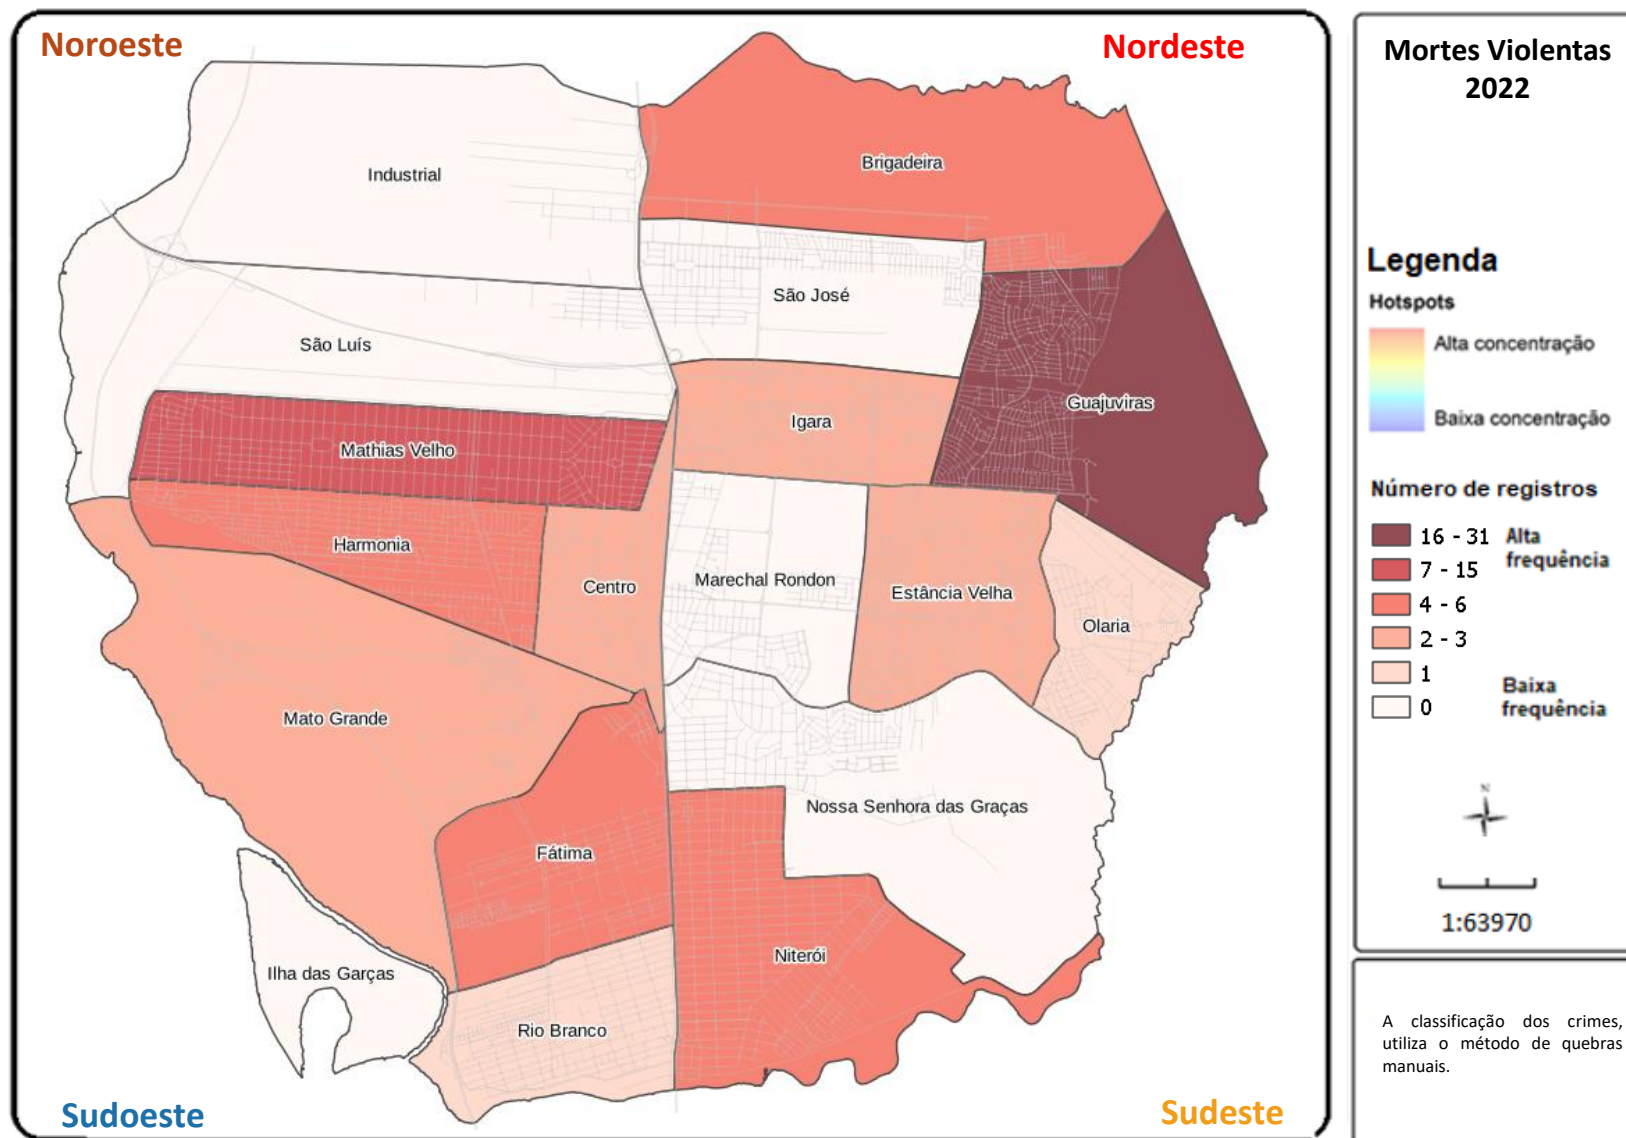 Noroeste
Nordeste
Industrial
Brigadeira
São José
São Luís
Guajuviras
Igara
Mathias Velho
Harmonia
Centro
Marechal Rondon
Estância Velha
Olaria
Mato Grande
Nossa Senhora das Graças
Fátima
Niterói
Ilha das Garças
Rio Branco
Sudoeste
Sudeste
Mortes Violentas
2022
Legenda
Hotspots
Alta concentração
Baixa concentração
Número de registros
16 - 31 Alta
frequência
7 - 15
4 - 6
2 - 3
1
Baixa
frequência
0
N
1:63970
A classificação dos crimes,
utiliza o método de quebras
manuais.